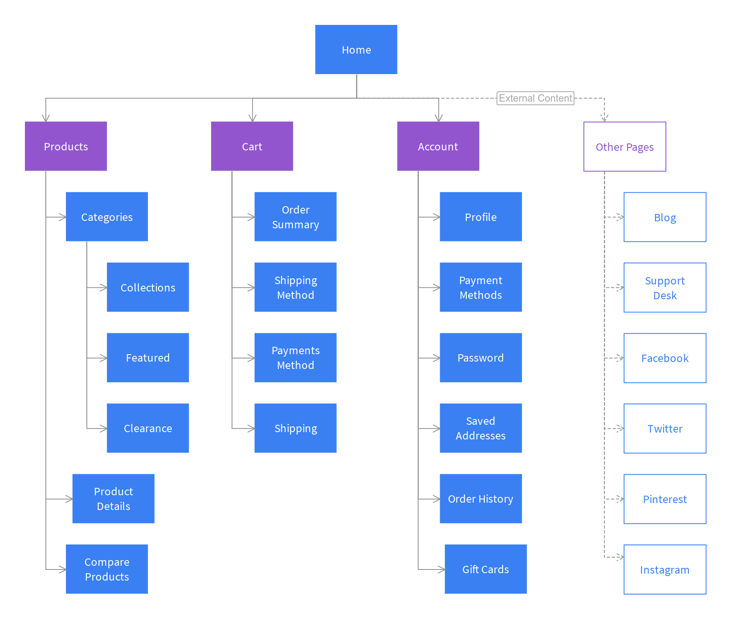 Home
External Content
Products
Cart
Account
Other Pages
Categories
Order
Summary
Profile
Blog
Collections
Shipping
Method
Payment
Methods
Support
Desk
Featured
Payments
Method
Password
Facebook
Clearance
Shipping
Saved
Addresses
Twitter
Product
Details
Order History
Pinterest
Compare
Products
Gift Cards
Instagram